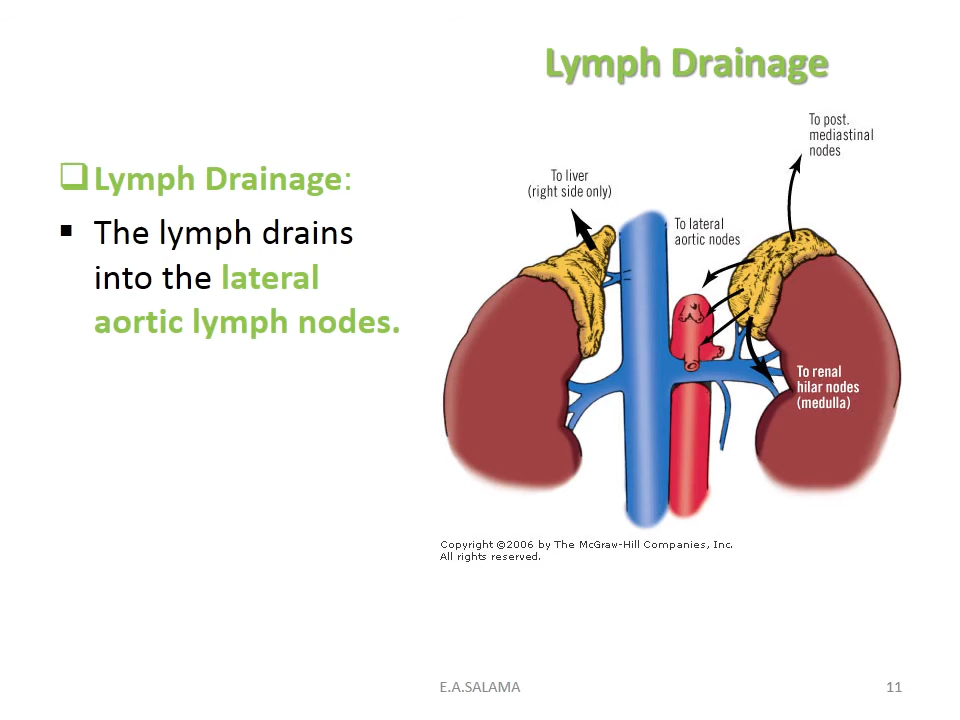 Lymph Drainage
❑Lymph Drainage:
▪ The lymph drains
into the lateral
aortic lymph nodes.
To post.
mediastinal
nodes
To liver
(right side only)
To lateral
aortic nodes
To renal
hilar nodes
(medulla)
Copyright ©2006 by The McGraw-Hill Companies, Inc.
All rights reserved.
E.A.SALAMA
11